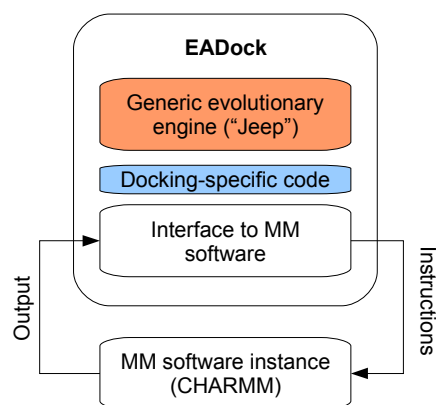 EADock
Generic evolutionary
engine (“Jeep”)
Docking-specific code
Interface to MM
software
Output
Instructions
MM software instance
(CHARMM)